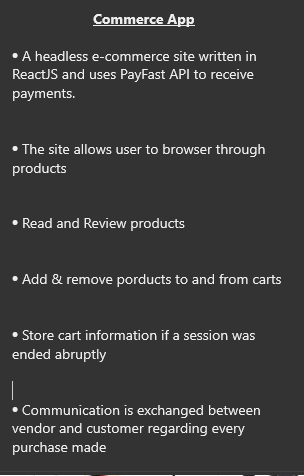 Commerce App
• A headless e-commerce site written in
ReactJS and uses PayFast API to receive
payments.
• The site allows user to browser through
products
• Read and Review products
• Add & remove porducts to and from carts
• Store cart information if a session was
ended abruptly
• Communication is exchanged between
vendor and customer regarding every
purchase made